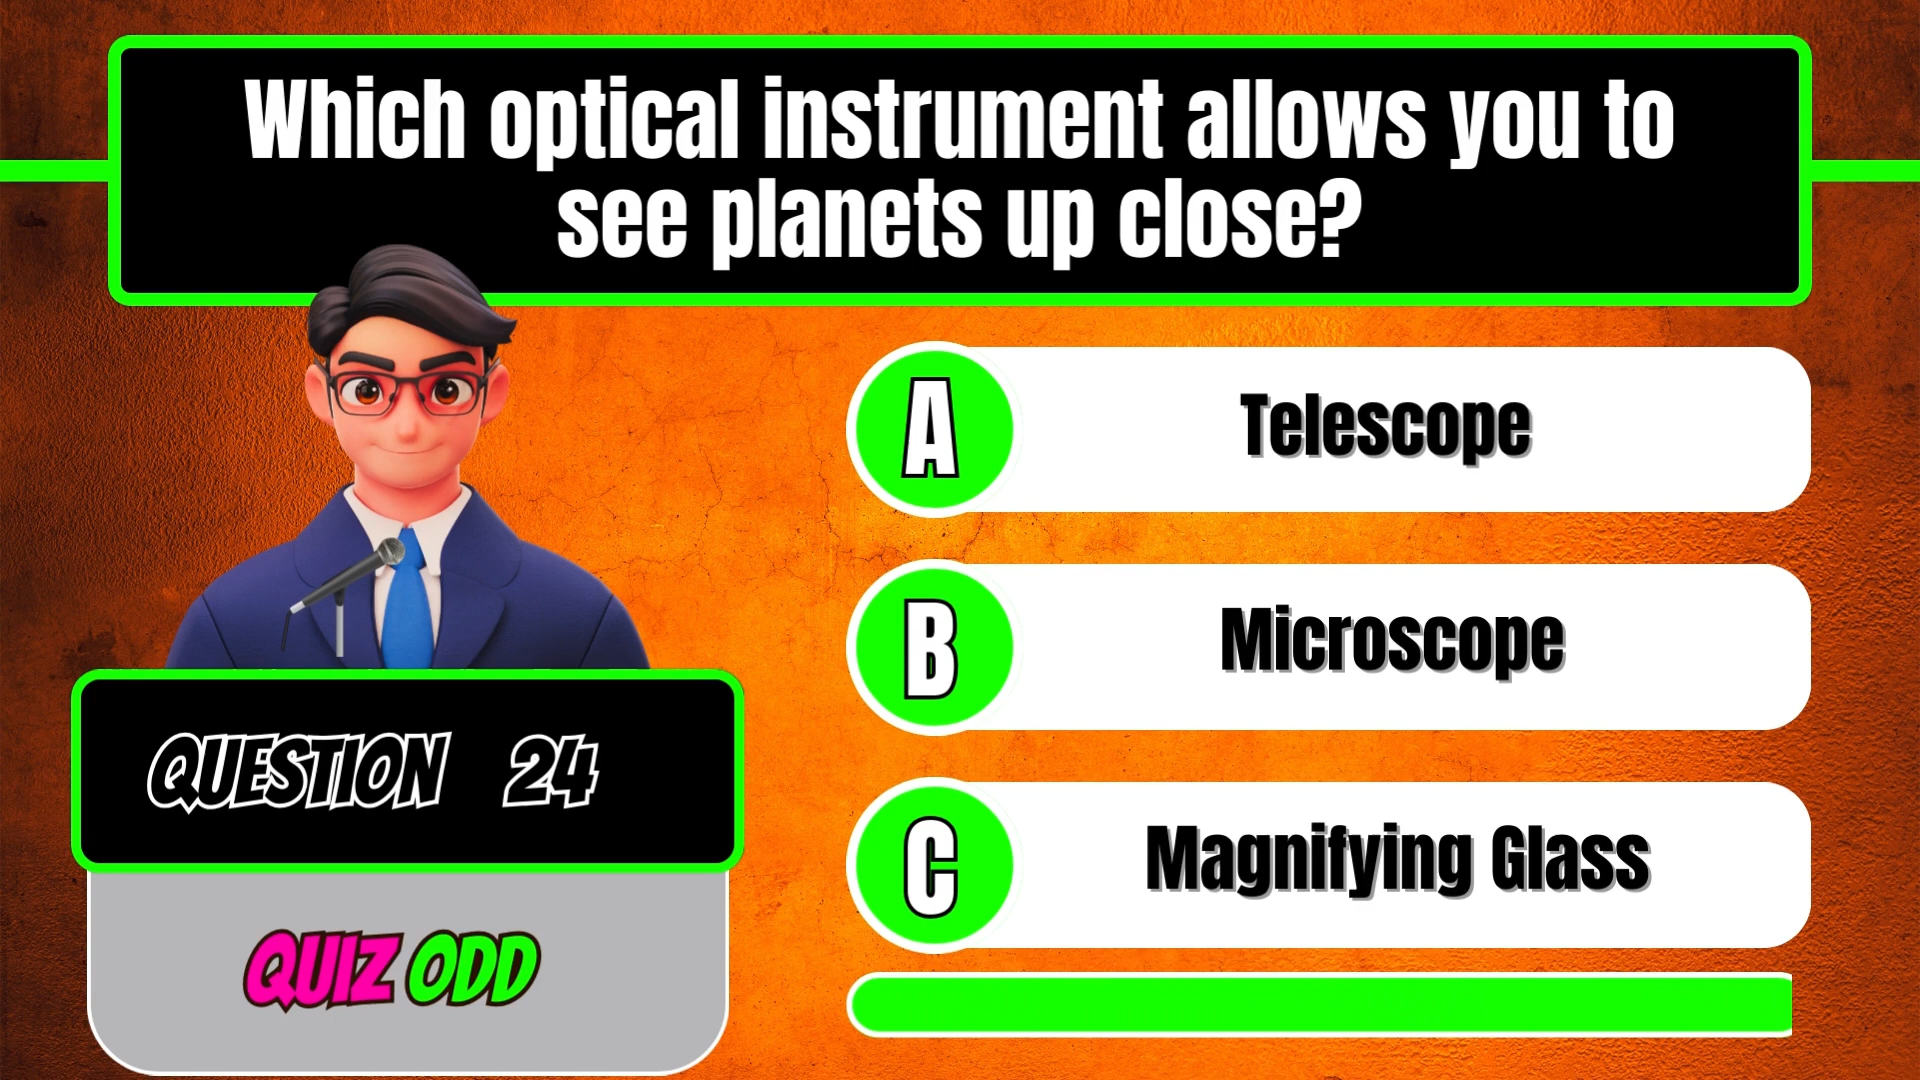 Which optical instrument allows you to
see planets up close?
A
Telescope
B
Microscope
C
Magnifying Glass
QUESTION 24
QUIZ ODD